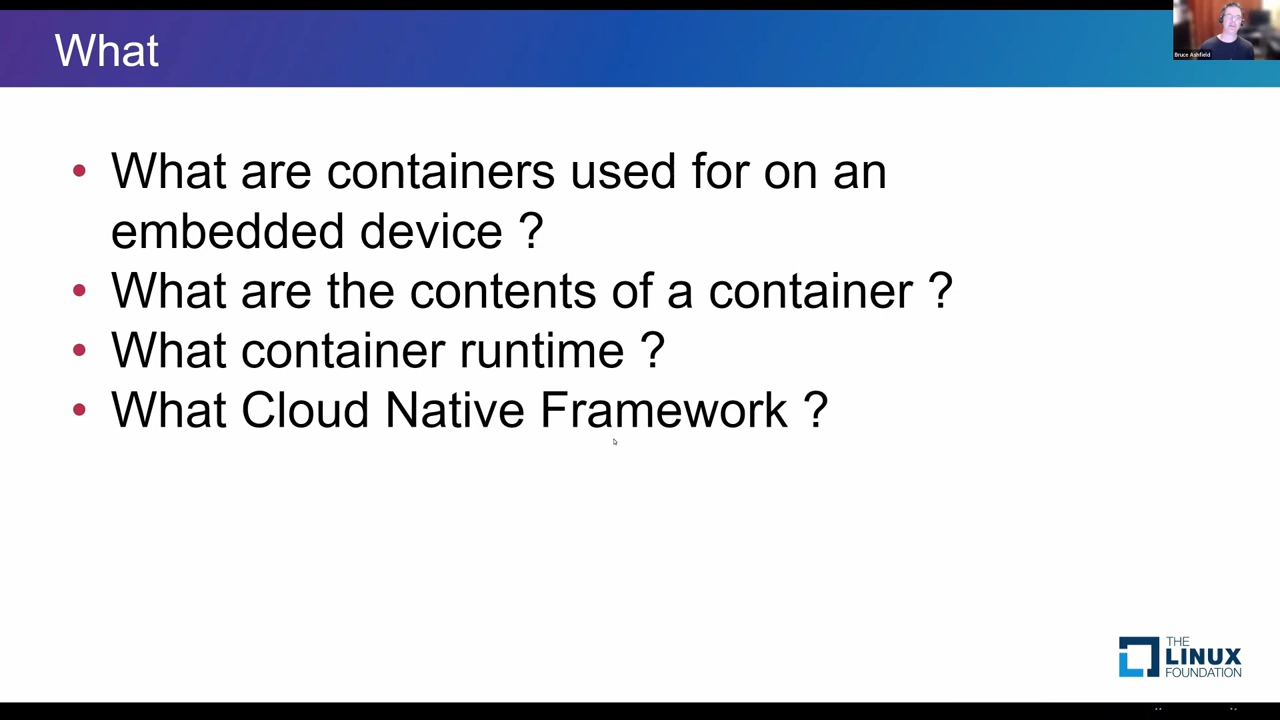 What
Bruce Ashfield
• What are containers used for on an
embedded device ?
• What are the contents of a container ?
• What container runtime ?
• What Cloud Native Framework ?
THE
LINUX
FOUNDATION